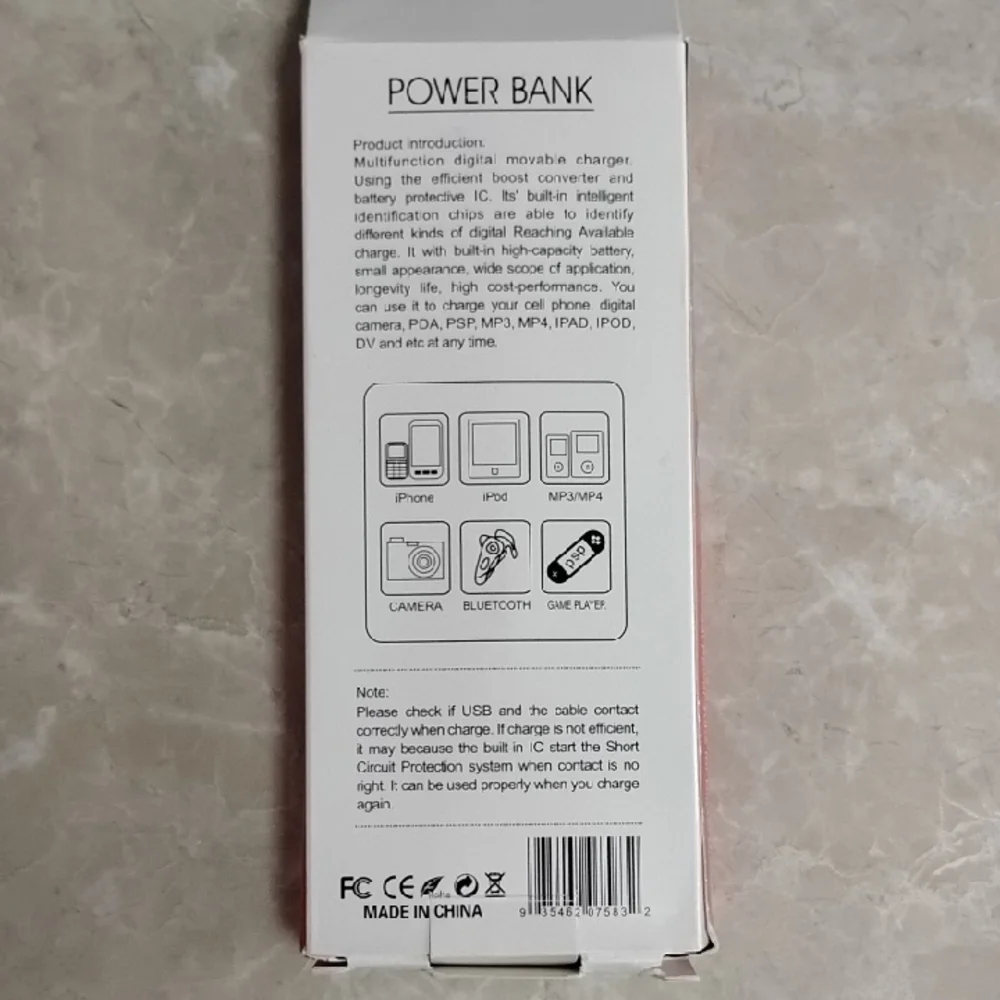 POWER BANK
Product introduction:
Multifunction digital movable charger.
Using the efficient boost converter and
battery protective IC. Its' built-in intelligent
identification chips are able to identify
different kinds of digital Reaching Available
charge. It with built-in high-capacity battery,
small appearance, wide scope of application,
longevity life, high cost-performance. You
can use it to charge your cell phone, digital
camera, PDA, PSP, MP3, MP4, IPAD, IPOD,
DV and etc at any time.
iPhone iPod MP3/MP4
psp
CAMERA BLUETOOTH GAME PLAYER
Note:
Please check if USB and the cable contact
correctly when charge. If charge is not efficient,
it may because the built in IC start the Short
Circuit Protection system when contact is no
right. It can be used properly when you charge
again.
FC CE
MADE IN CHINA
9 35462 07583 2